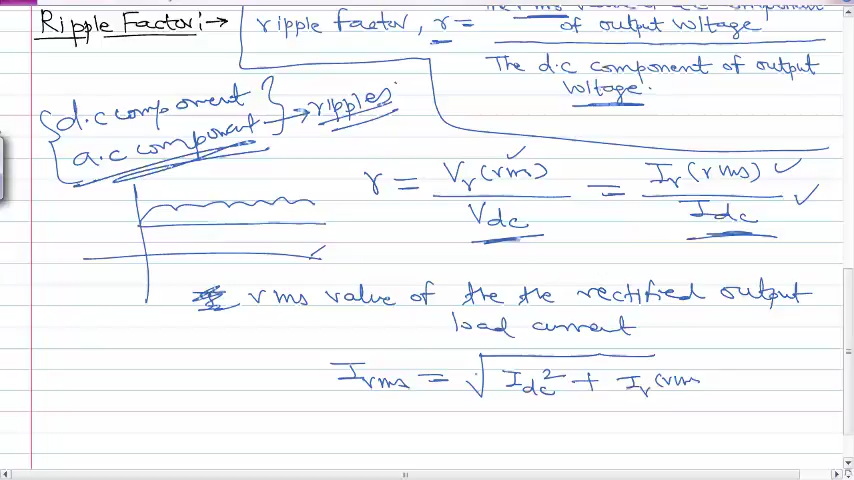 Ripple Factor:→
ripple factor, r =
of output voltage
The d.c component of output
voltage.
d.c component
a.c component
→ ripples
r = Vr(rms) / Vdc = Ir(rms) / Idc
rms value of the the rectified output
load current
Irms = √ Idc² + Ir(rms